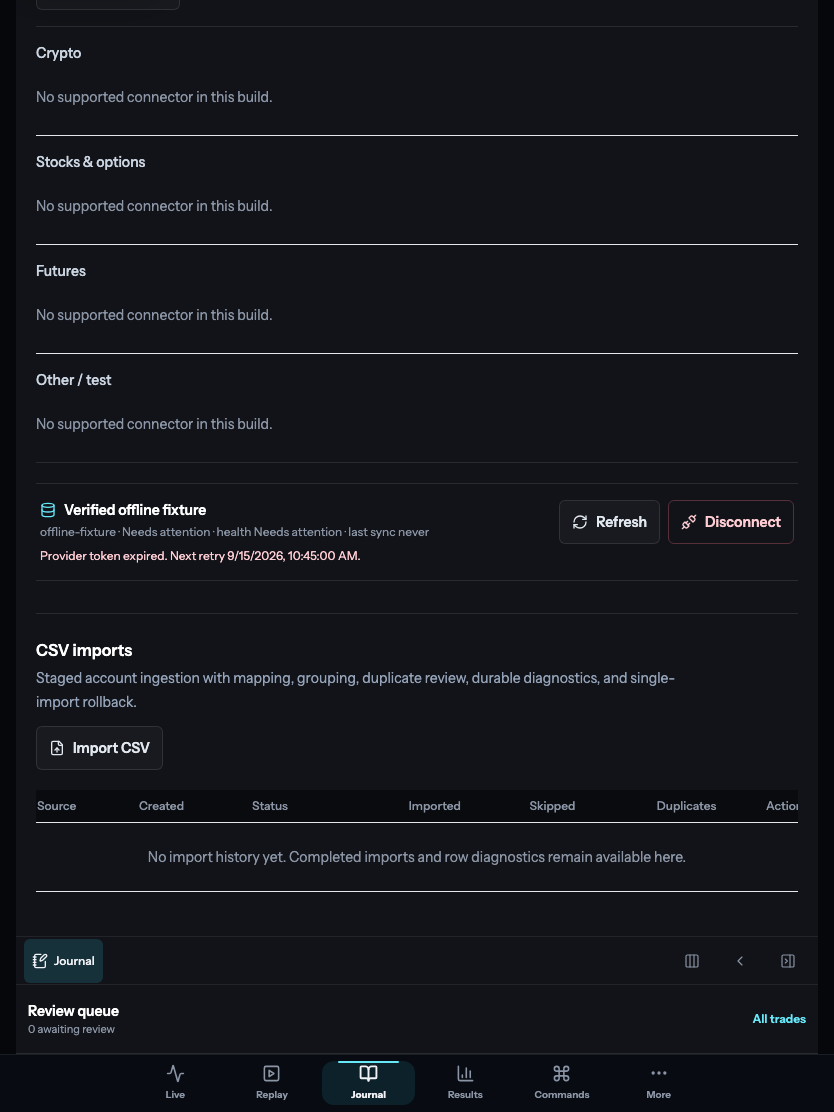 Crypto
No supported connector in this build.
Stocks & options
No supported connector in this build.
Futures
No supported connector in this build.
Other / test
No supported connector in this build.
Verified offline fixture
offline-fixture · Needs attention · health Needs attention · last sync never
Provider token expired. Next retry 9/15/2026, 10:45:00 AM.
Refresh
Disconnect
CSV imports
Staged account ingestion with mapping, grouping, duplicate review, durable diagnostics, and single-
import rollback.
Import CSV
Source Created Status Imported Skipped Duplicates Action
No import history yet. Completed imports and row diagnostics remain available here.
Journal
Review queue
0 awaiting review
All trades
Live Replay Journal Results Commands More